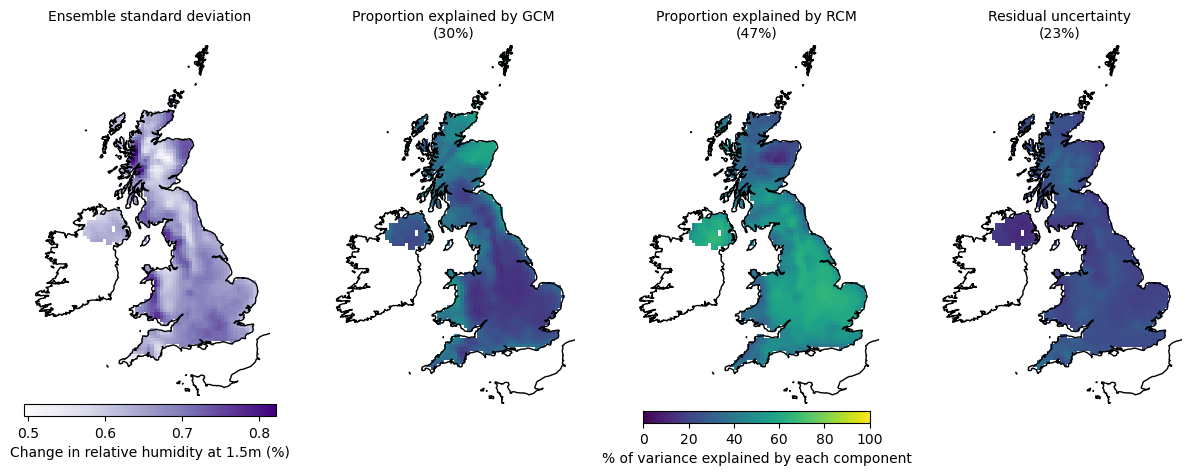 Ensemble standard deviation
Proportion explained by GCM
(30%)
Proportion explained by RCM
(47%)
Residual uncertainty
(23%)
0.5 0.6 0.7 0.8
Change in relative humidity at 1.5m (%)
0 20 40 60 80 100
% of variance explained by each component